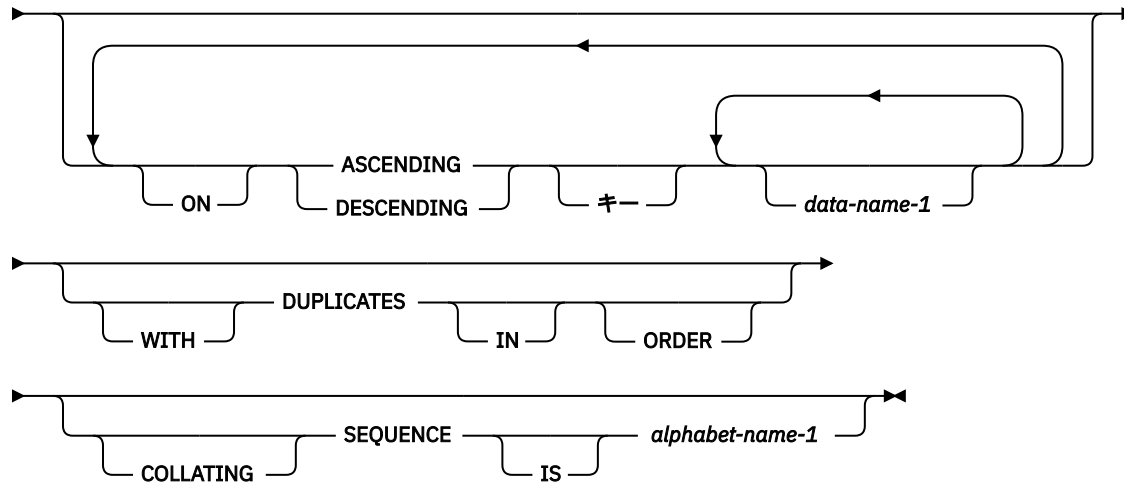 ASCENDING
ON DESCENDING キー data-name-1
DUPLICATES
WITH IN ORDER
SEQUENCE alphabet-name-1
COLLATING IS